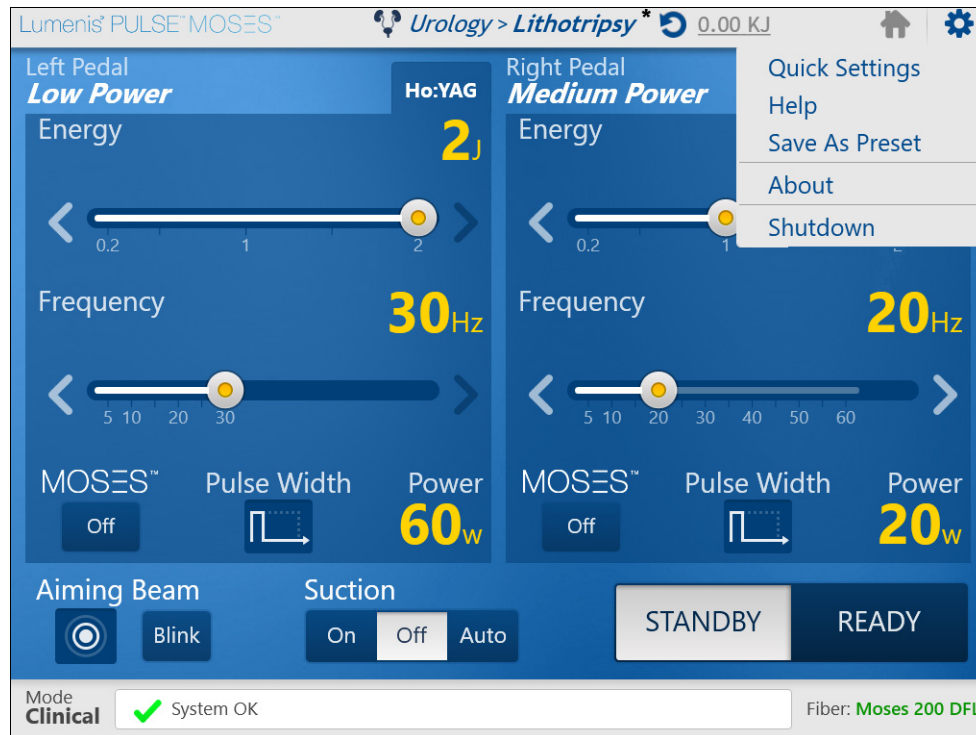 Lumenis® PULSE™ MOSES™ Urology > Lithotripsy * 0.00 KJ
Left Pedal
Low Power
Ho:YAG
Right Pedal
Medium Power
Quick Settings
Help
Save As Preset
About
Shutdown
Energy
2J
0.2 1 2
Energy
0.2 1
Frequency
30Hz
5 10 20 30
Frequency
20Hz
5 10 20 30 40 50 60
MOSES™ Pulse Width Power
Off 60W
MOSES™ Pulse Width Power
Off 20W
Aiming Beam
Blink
Suction
On Off Auto
STANDBY READY
Mode
Clinical
System OK
Fiber: Moses 200 DFL